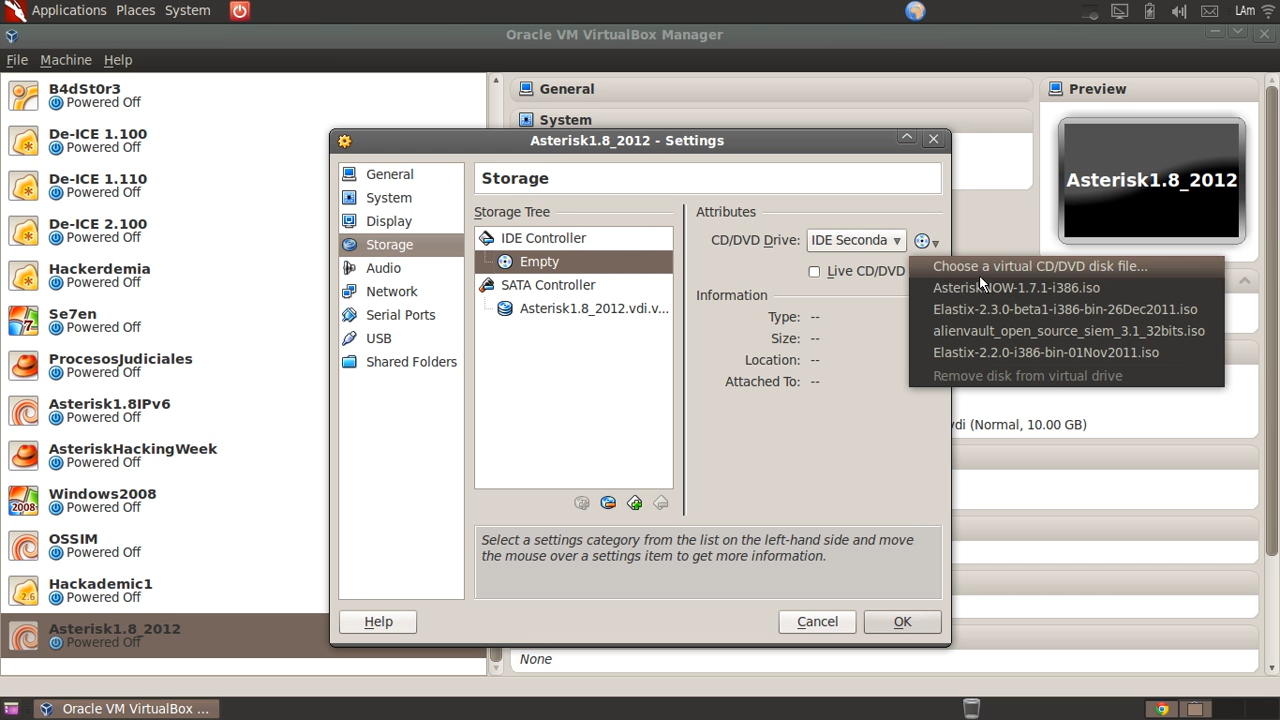 Applications Places System
LAm
Oracle VM VirtualBox Manager
File Machine Help
B4dSt0r3
Powered Off
De-ICE 1.100
Powered Off
De-ICE 1.110
Powered Off
De-ICE 2.100
Powered Off
Hackerdemia
Powered Off
Se7en
Powered Off
ProcesosJudiciales
Powered Off
Asterisk1.8IPv6
Powered Off
AsteriskHackingWeek
Powered Off
Windows2008
2008
Powered Off
OSSIM
Powered Off
Hackademic1
2.6
Powered Off
Asterisk1.8_2012
Powered Off
General
System
Preview
Asterisk1.8_2012
Asterisk1.8_2012 - Settings
General
System
Display
Storage
Audio
Network
Serial Ports
USB
Shared Folders
Storage
Storage Tree
IDE Controller
Empty
SATA Controller
Asterisk1.8_2012.vdi.v...
Attributes
CD/DVD Drive: IDE Seconda
Live CD/DVD
Information
Type: --
Size: --
Location: --
Attached To: --
Choose a virtual CD/DVD disk file...
AsteriskNOW-1.7.1-i386.iso
Elastix-2.3.0-beta1-i386-bin-26Dec2011.iso
alienvault_open_source_siem_3.1_32bits.iso
Elastix-2.2.0-i386-bin-01Nov2011.iso
Remove disk from virtual drive
vdi (Normal, 10.00 GB)
Select a settings category from the list on the left-hand side and move
the mouse over a settings item to get more information.
Help
Cancel
OK
None
Oracle VM VirtualBox ...